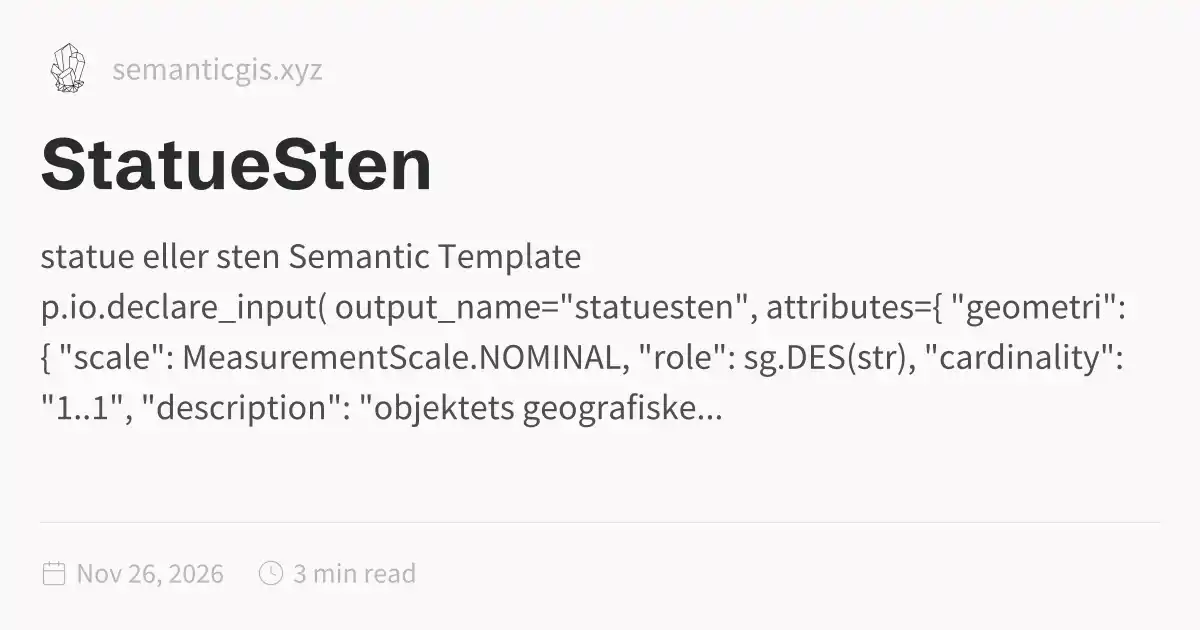 semanticgis.xyz
StatueSten
statue eller sten Semantic Template
p.io.declare_input( output_name="statuesten", attributes={ "geometri":
{ "scale": MeasurementScale.NOMINAL, "role": sg.DES(str), "cardinality":
"1..1", "description": "objektets geografiske...
Nov 26, 2026
3 min read